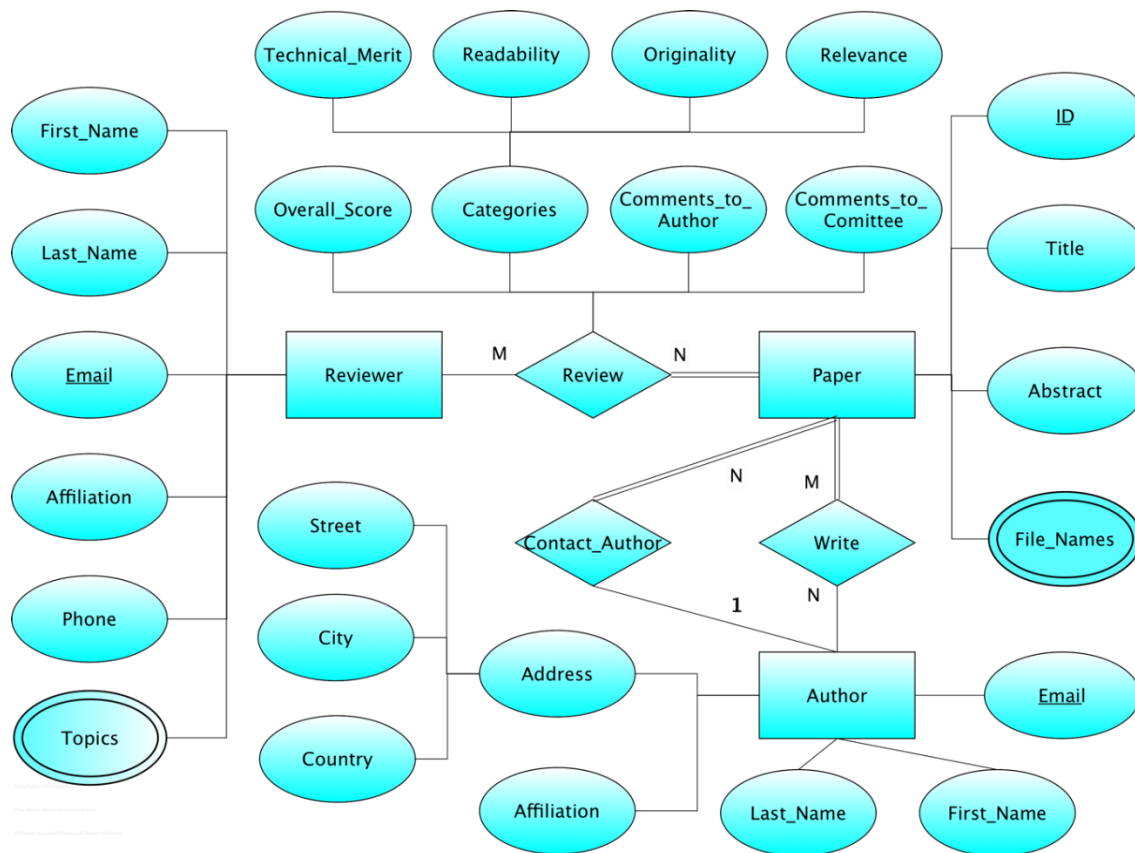 Technical_Merit
Readability
Originality
Relevance
First_Name
ID
Overall_Score
Categories
Comments_to_
Author
Comments_to_
Comittee
Last_Name
Title
Email
Reviewer
M
Review
N
Paper
Abstract
Affiliation
Street
N
M
Contact_Author
Write
File_Names
Phone
City
1
N
Address
Author
Email
Topics
Country
Affiliation
Last_Name
First_Name